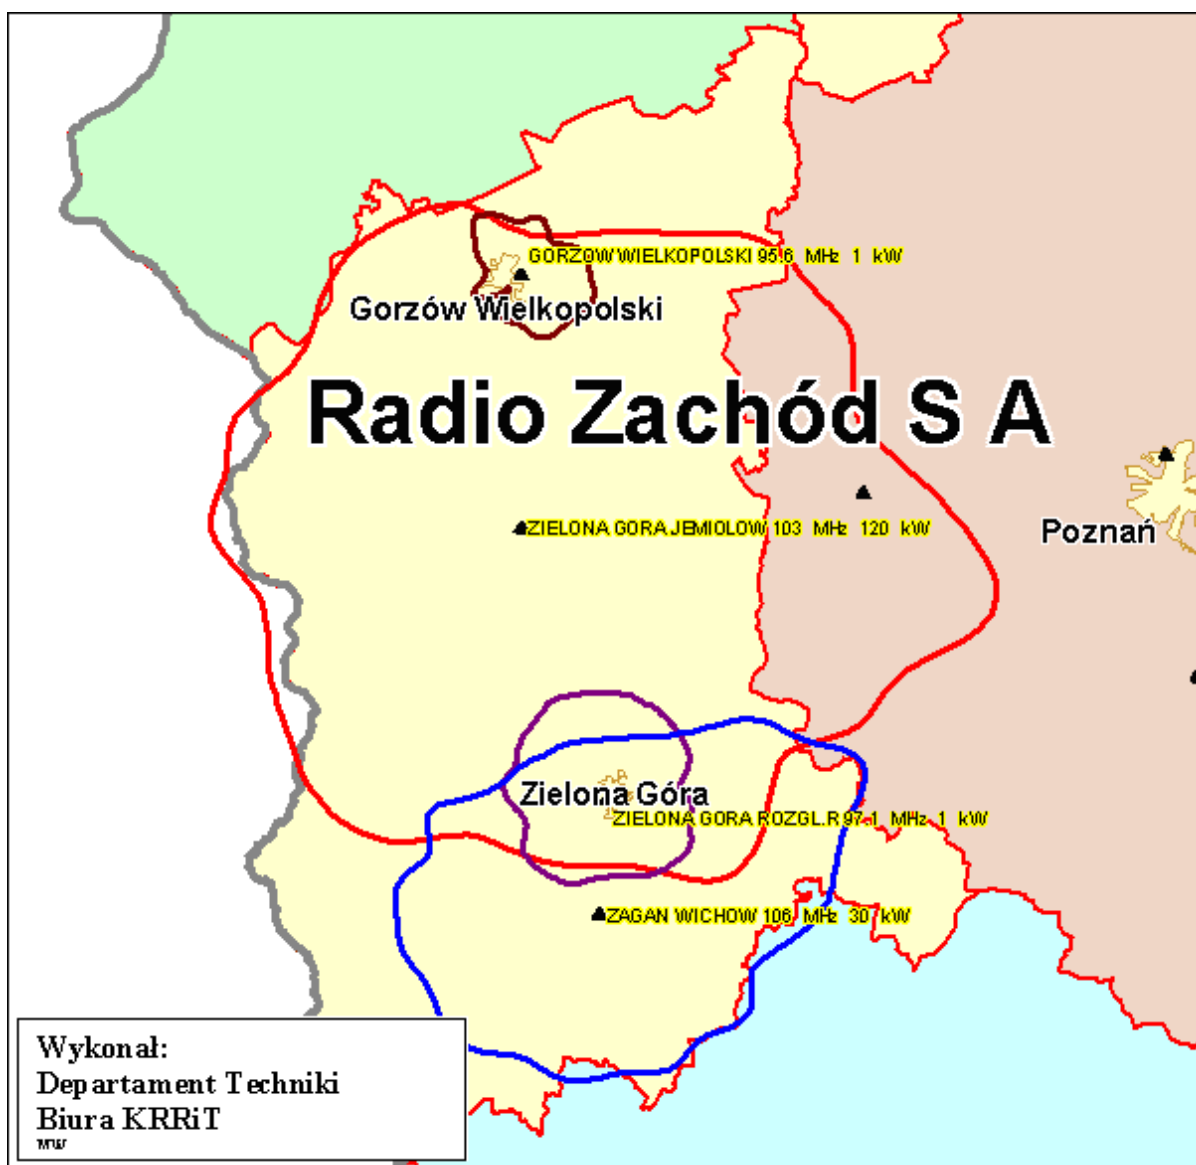 GORZOW WIELKOPOLSKI 95.6 MHz 1 kW
Gorzów Wielkopolski
Radio Zachód S A
ZIELONA GORA JEMIOLOW 103 MHz 120 kW
Poznań
Zielona Góra
ZIELONA GORA ROZGL.R 97.1 MHz 1 kW
ZAGAN WICHOW 106 MHz 30 kW
Wykonał:
Departament Techniki
Biura KRRiT
MW